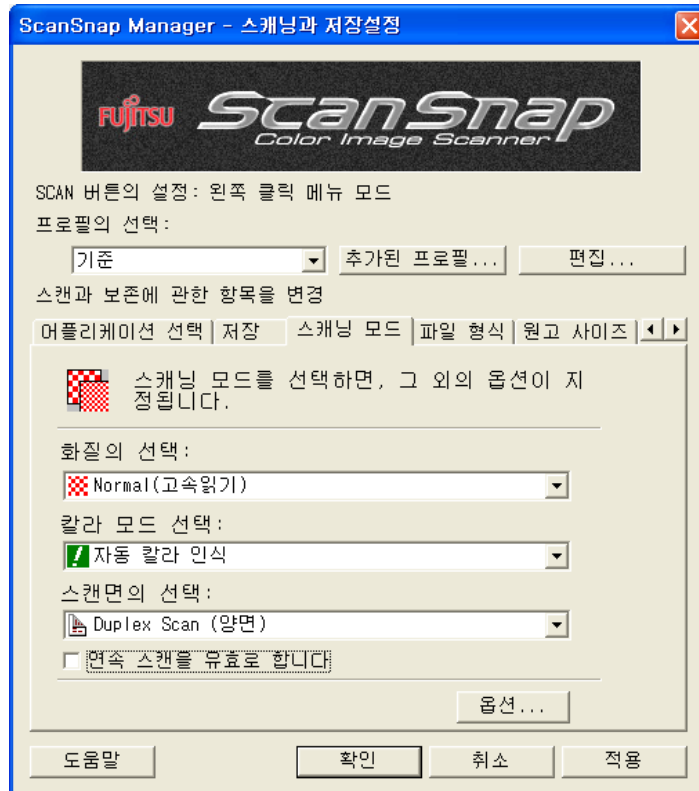 ScanSnap Manager - 스캐닝과 저장설정
FUJITSU ScanSnap
Color Image Scanner
SCAN 버튼의 설정: 왼쪽 클릭 메뉴 모드
프로필의 선택:
기준 추가된 프로필... 편집...
스캔과 보존에 관한 항목을 변경
어플리케이션 선택 저장 스캐닝 모드 파일 형식 원고 사이즈
스캐닝 모드를 선택하면, 그 외의 옵션이 지
정됩니다.
화질의 선택:
Normal(고속읽기)
칼라 모드 선택:
자동 칼라 인식
스캔면의 선택:
Duplex Scan (양면)
연속 스캔을 유효로 합니다
옵션...
도움말 확인 취소 적용